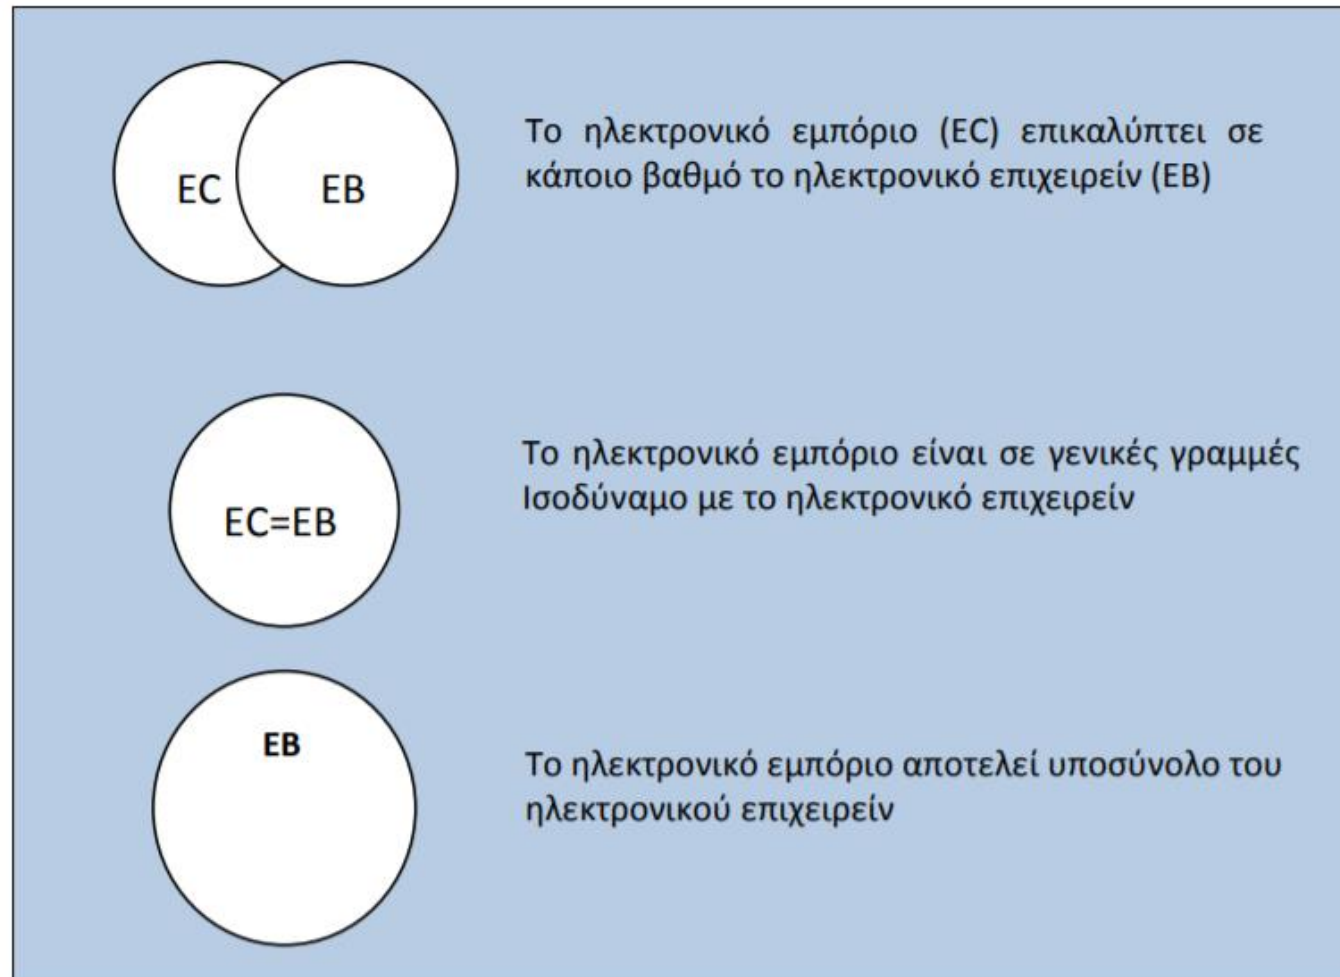 EC EB
Το ηλεκτρονικό εμπόριο (EC) επικαλύπτει σε
κάποιο βαθμό το ηλεκτρονικό επιχειρείν (EB)
EC=EB
Το ηλεκτρονικό εμπόριο είναι σε γενικές γραμμές
Ισοδύναμο με το ηλεκτρονικό επιχειρείν
EB
Το ηλεκτρονικό εμπόριο αποτελεί υποσύνολο του
ηλεκτρονικού επιχειρείν